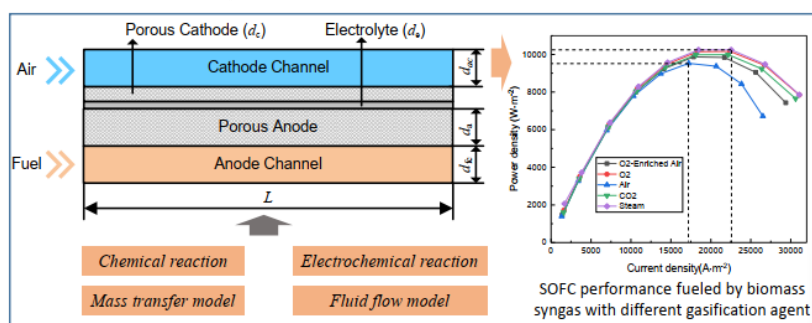 Porous Cathode (dc)
Electrolyte (de)
Air
Cathode Channel
dac
Porous Anode
da
Fuel
Anode Channel
dfc
L
Chemical reaction
Electrochemical reaction
Mass transfer model
Fluid flow model
Power density (W·m-2)
10000
8000
6000
4000
2000
0
O2-Enriched Air
O2
Air
CO2
Steam
0 5000 10000 15000 20000 25000 30000
Current density(A·m-2)
SOFC performance fueled by biomass
syngas with different gasification agent